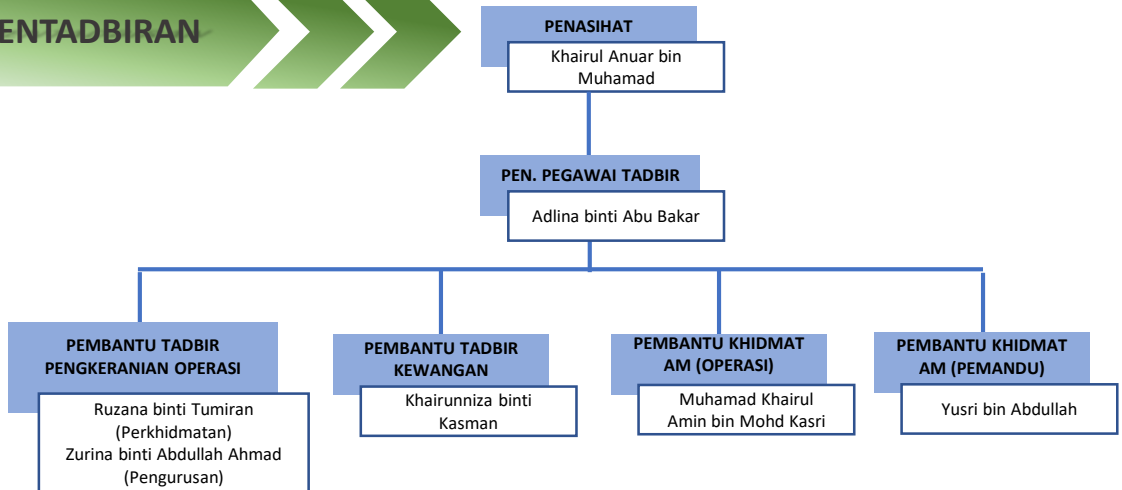 ENTADBIRAN
PENASIHAT
Khairul Anuar bin
Muhamad
PEN. PEGAWAI TADBIR
Adlina binti Abu Bakar
PEMBANTU TADBIR
PENGKERANIAN OPERASI
Ruzana binti Tumiran
(Perkhidmatan)
Zurina binti Abdullah Ahmad
(Pengurusan)
PEMBANTU TADBIR
KEWANGAN
Khairunniza binti
Kasman
PEMBANTU KHIDMAT
AM (OPERASI)
Muhamad Khairul
Amin bin Mohd Kasri
PEMBANTU KHIDMAT
AM (PEMANDU)
Yusri bin Abdullah